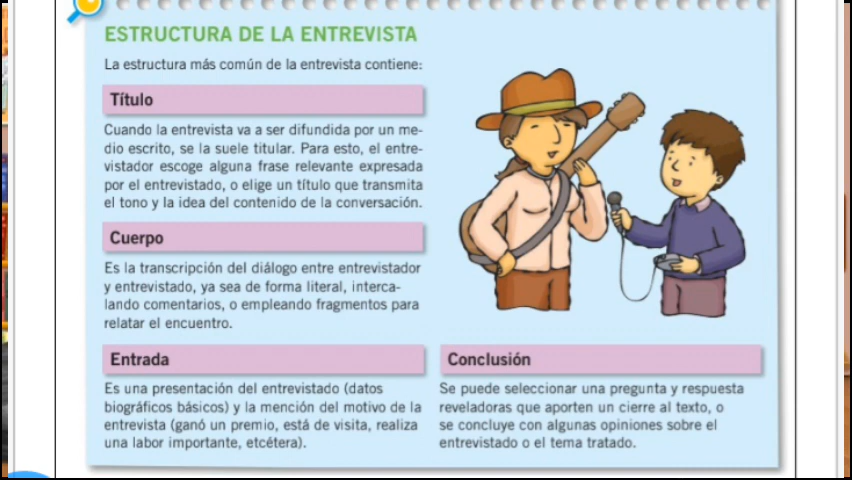 ESTRUCTURA DE LA ENTREVISTA
La estructura más común de la entrevista contiene:
Título
Cuando la entrevista va a ser difundida por un me-
dio escrito, se la suele titular. Para esto, el entre-
vistador escoge alguna frase relevante expresada
por el entrevistado, o elige un título que transmita
el tono y la idea del contenido de la conversación.
Cuerpo
Es la transcripción del diálogo entre entrevistador
y entrevistado, ya sea de forma literal, interca-
lando comentarios, o empleando fragmentos para
relatar el encuentro.
Entrada
Es una presentación del entrevistado (datos
biográficos básicos) y la mención del motivo de la
entrevista (ganó un premio, está de visita, realiza
una labor importante, etcétera).
Conclusión
Se puede seleccionar una pregunta y respuesta
reveladoras que aporten un cierre al texto, o
se concluye con algunas opiniones sobre el
entrevistado o el tema tratado.